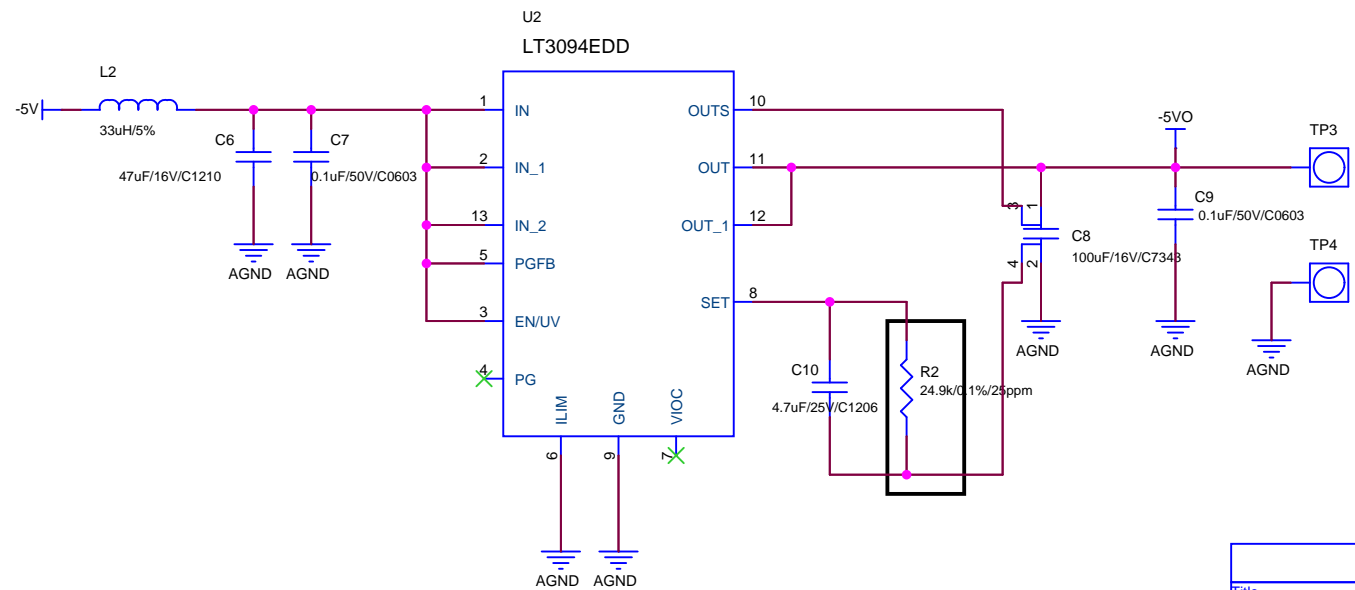 U2
LT3094EDD
L2
-5V
33uH/5%
C6
47uF/16V/C1210
C7
0.1uF/50V/C0603
AGND
AGND
1
IN
2
IN_1
13
IN_2
5
PGFB
3
EN/UV
4
PG
ILIM
GND
VIOC
6
9
7
AGND
AGND
OUTS
10
OUT
11
OUT_1
12
SET
8
C10
4.7uF/25V/C1206
R2
24.9k/0.1%/25ppm
3
1
4
2
C8
100uF/16V/C7343
AGND
-5VO
C9
0.1uF/50V/C0603
AGND
TP3
TP4
AGND
Title